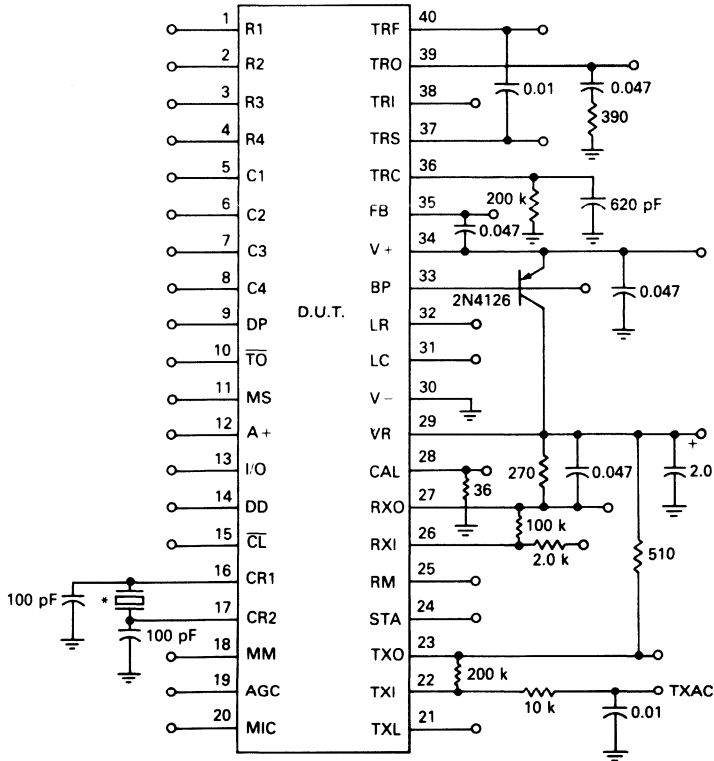 1 R1
2 R2
3 R3
4 R4
5 C1
6 C2
7 C3
8 C4
9 DP
10 TO
11 MS
12 A+
13 I/O
14 DD
15 CL
16 CR1
17 CR2
18 MM
19 AGC
20 MIC
100 pF
*
100 pF
D.U.T.
TRF 40
TRO 39
TRI 38
TRS 37
TRC 36
FB 35
V+ 34
BP 33
LR 32
LC 31
V− 30
VR 29
CAL 28
RXO 27
RXI 26
RM 25
STA 24
TXO 23
TXI 22
TXL 21
0.01
0.047
390
200 k
620 pF
0.047
2N4126
0.047
270
0.047
+
2.0
36
100 k
2.0 k
510
200 k
10 k
TXAC
0.01